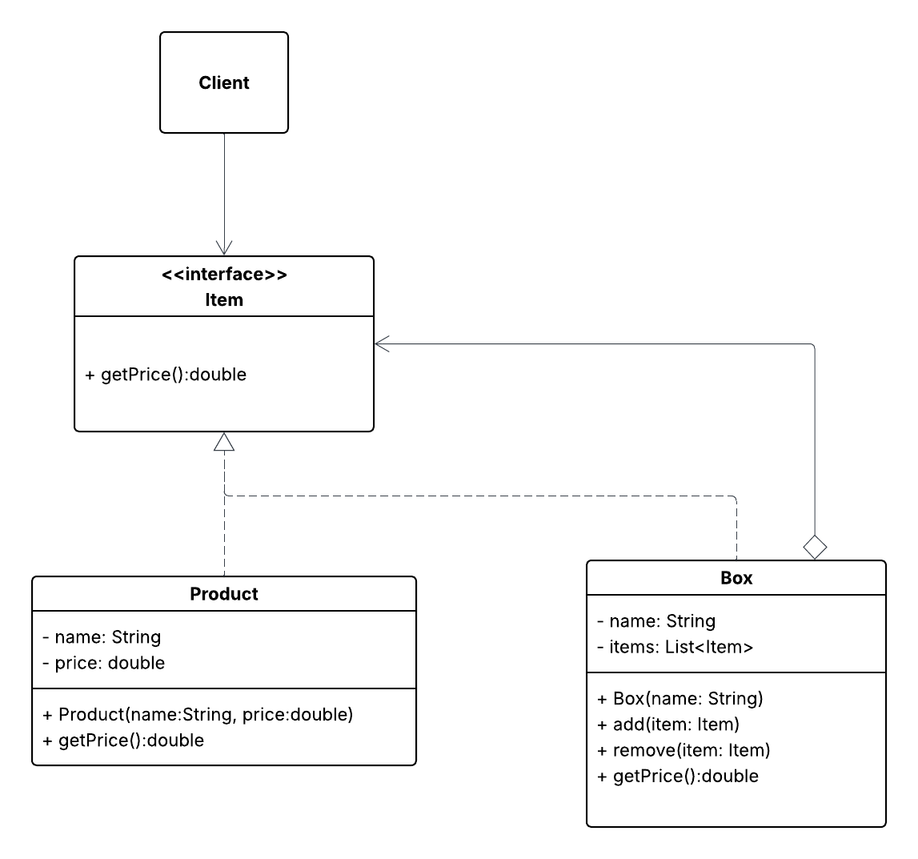 Client
<<interface>>
Item
+ getPrice():double
Product
- name: String
- price: double
+ Product(name:String, price:double)
+ getPrice():double
Box
- name: String
- items: List<Item>
+ Box(name: String)
+ add(item: Item)
+ remove(item: Item)
+ getPrice():double